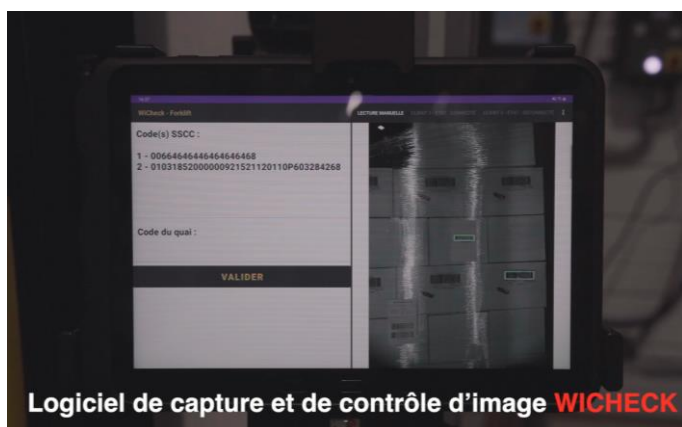 WiCheck - Forklift
LECTURE MANUELLE
Code(s) SSCC :
1 - 00664646446464646468
2 - 01031852000000921521120110P603284268
Code du quai :
VALIDER
Logiciel de capture et de contrôle d'image WICHECK